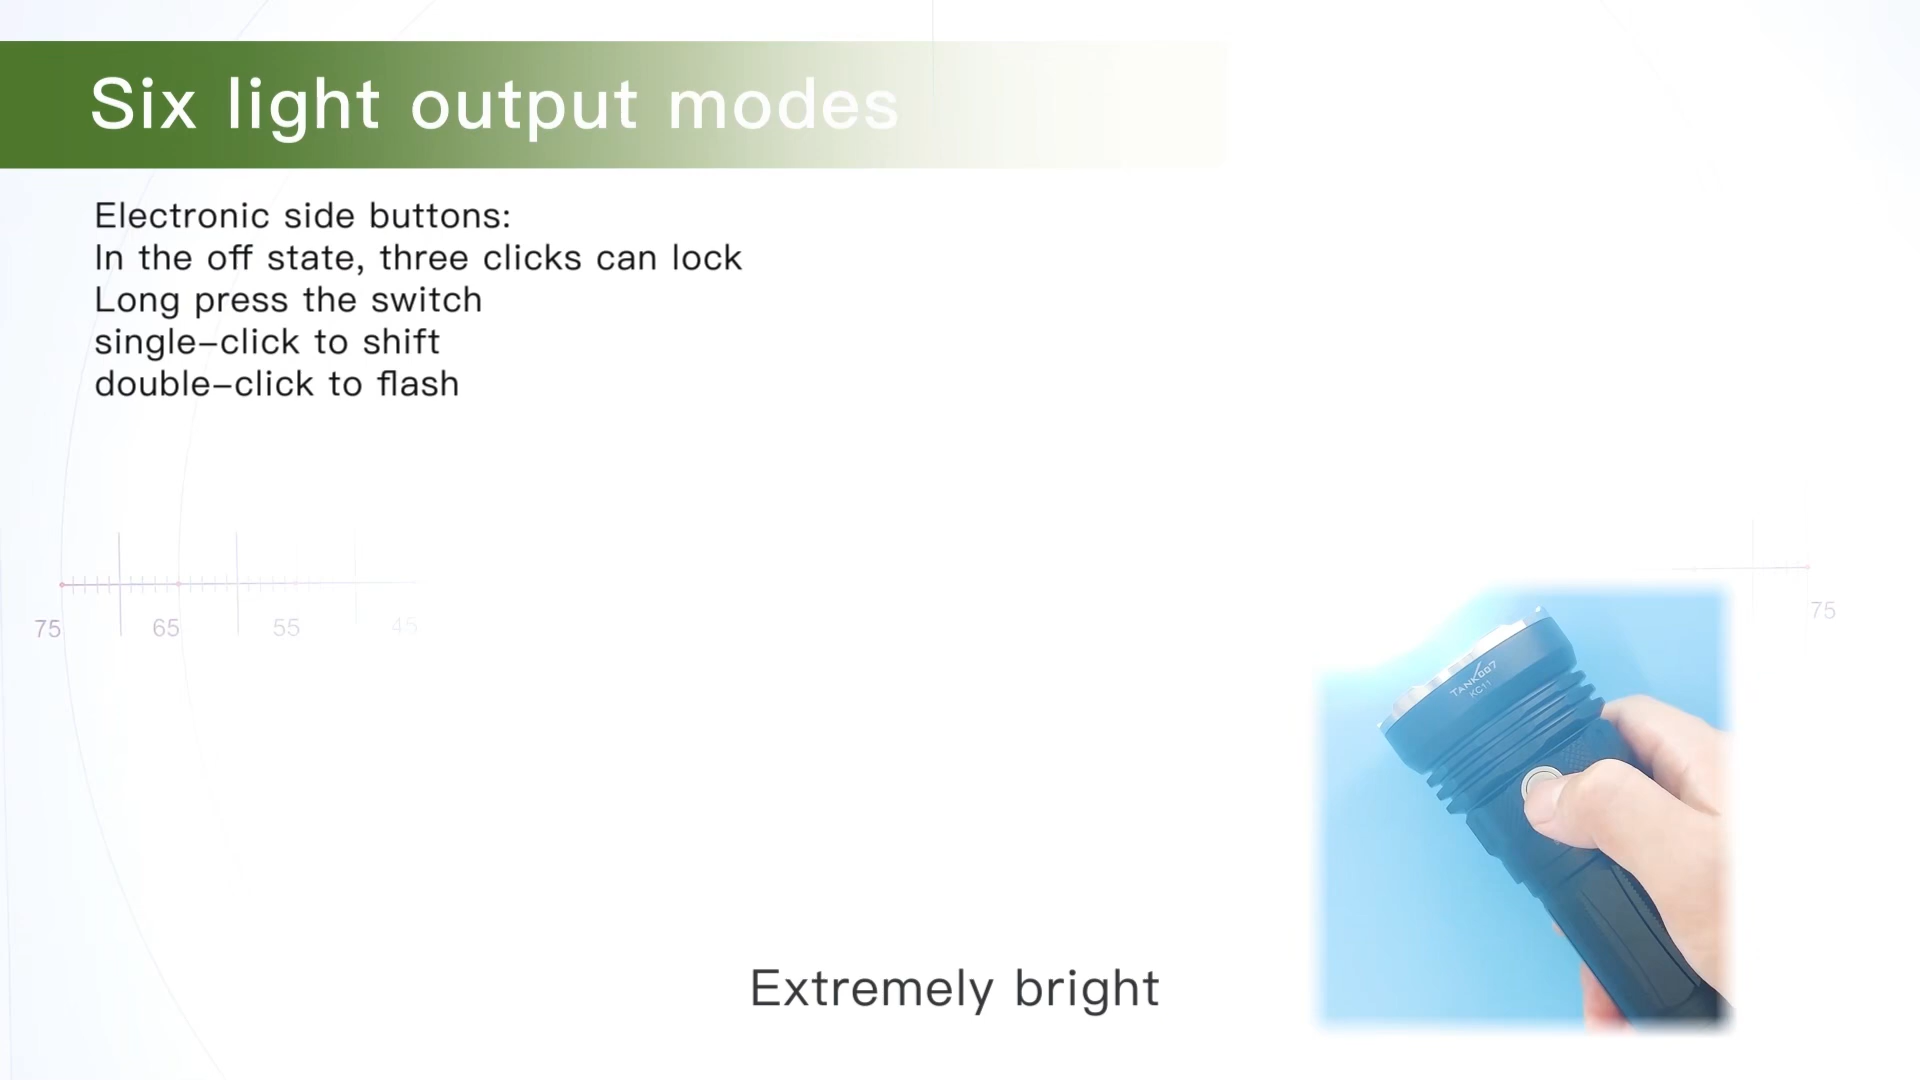 Six light output modes
Electronic side buttons:
In the off state, three clicks can lock
Long press the switch
single–click to shift
double–click to flash
75
65
55
45
75
TANK007
KC11
Extremely bright